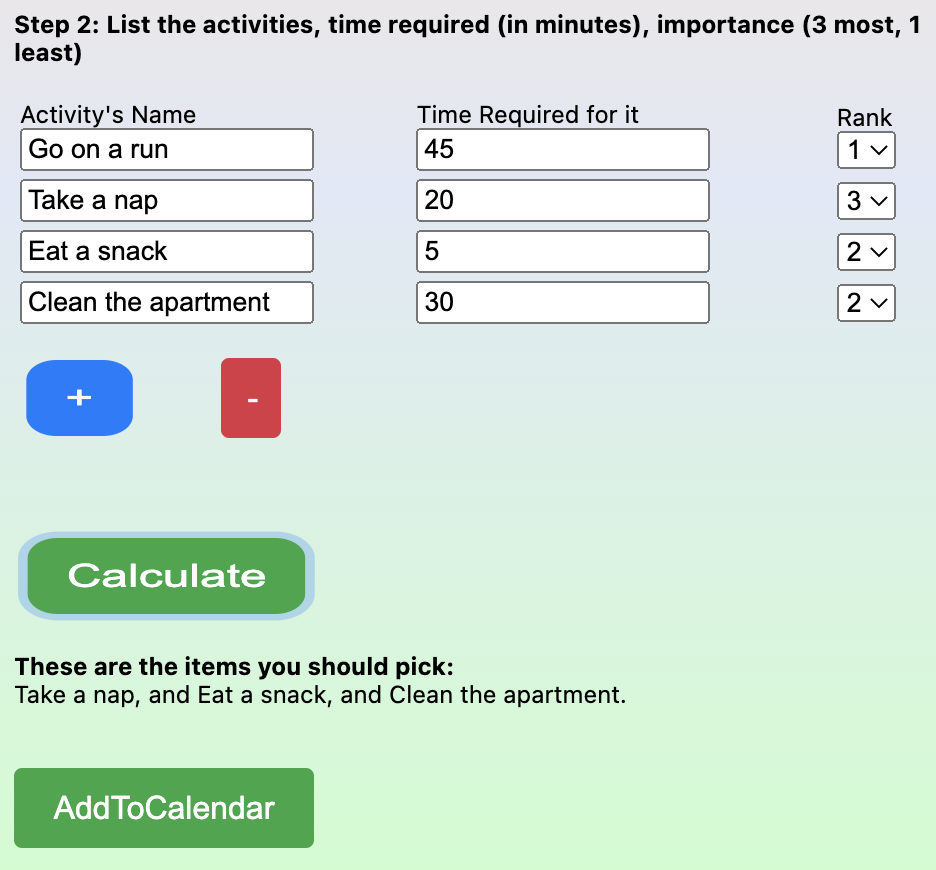 Step 2: List the activities, time required (in minutes), importance (3 most, 1
least)
Activity's Name Time Required for it Rank
Go on a run 45 1
Take a nap 20 3
Eat a snack 5 2
Clean the apartment 30 2
+ -
Calculate
These are the items you should pick:
Take a nap, and Eat a snack, and Clean the apartment.
AddToCalendar